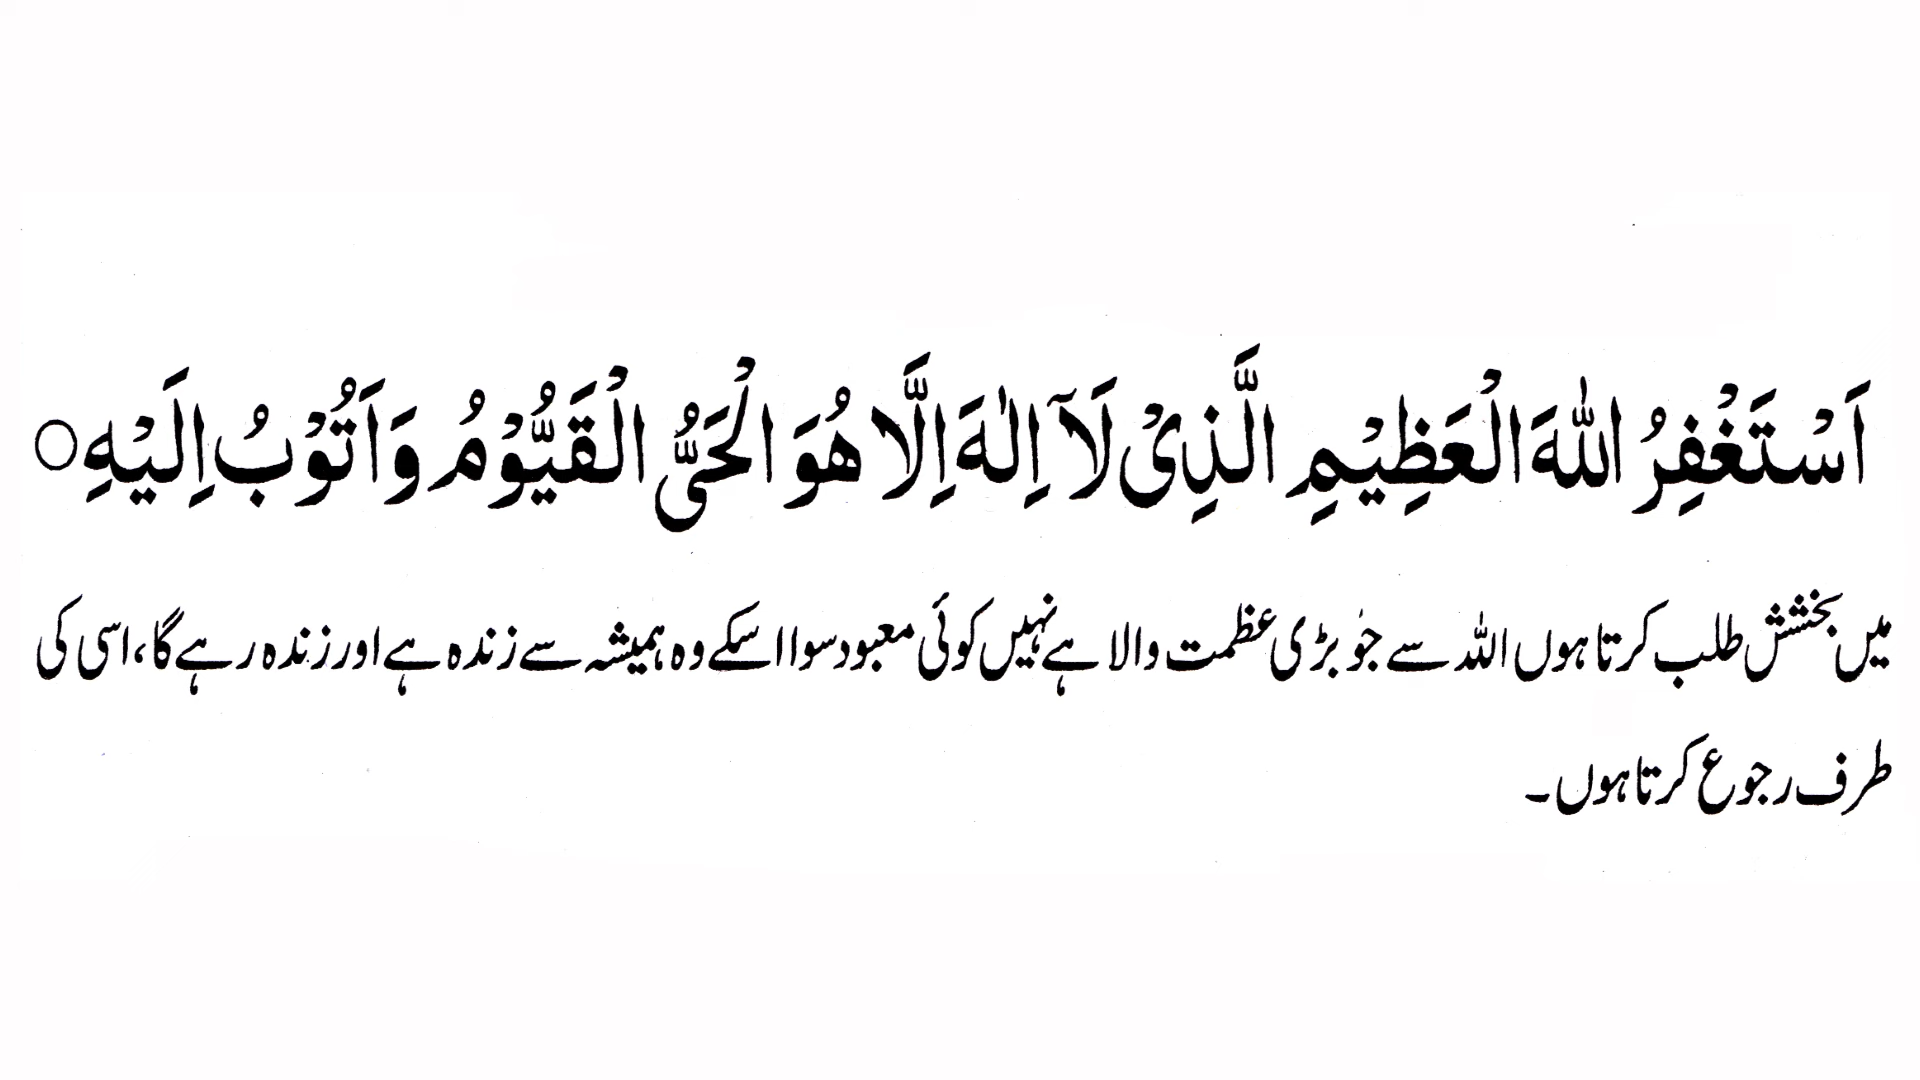 اَسْتَغْفِرُ اللّٰهَ الْعَظِیْمِ الَّذِیْ لَآ اِلٰهَ اِلَّا هُوَ الْحَیُّ الْقَیُّوْمُ وَاَتُوْبُ اِلَیْهِ ○
میں بخشش طلب کرتا ہوں اللہ سے جو بڑی عظمت والا ہے نہیں کوئی معبود سوا اسکے وہ ہمیشہ سے زندہ ہے اور زندہ رہے گا، اسی کی
طرف رجوع کرتا ہوں۔